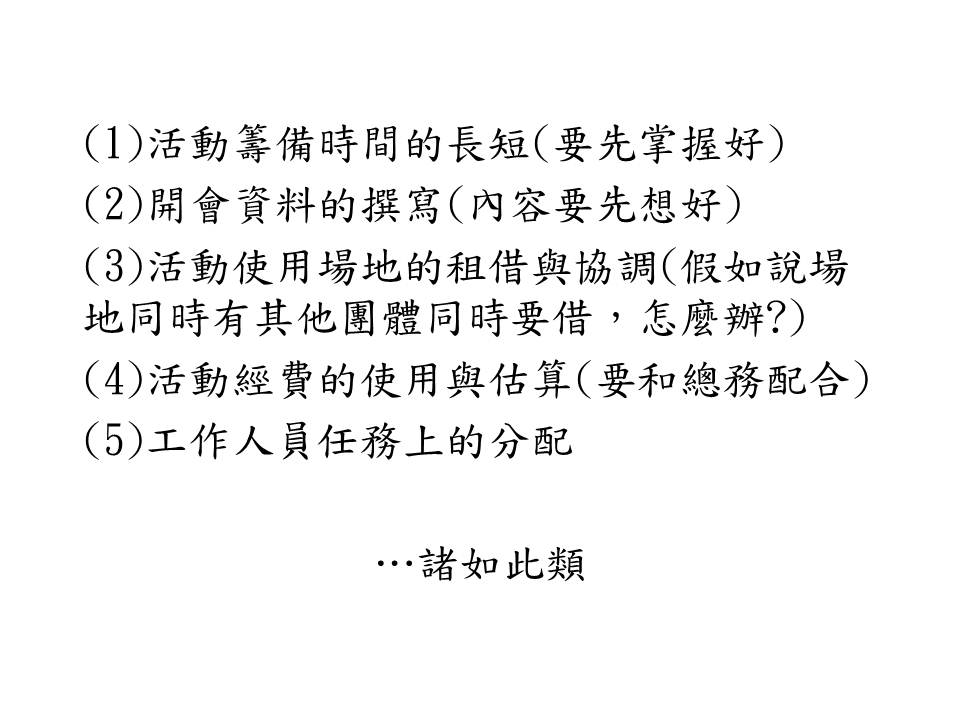 (1)活動籌備時間的長短(要先掌握好)
(2)開會資料的撰寫(內容要先想好)
(3)活動使用場地的租借與協調(假如說場
地同時有其他團體同時要借，怎麼辦?)
(4)活動經費的使用與估算(要和總務配合)
(5)工作人員任務上的分配
…諸如此類